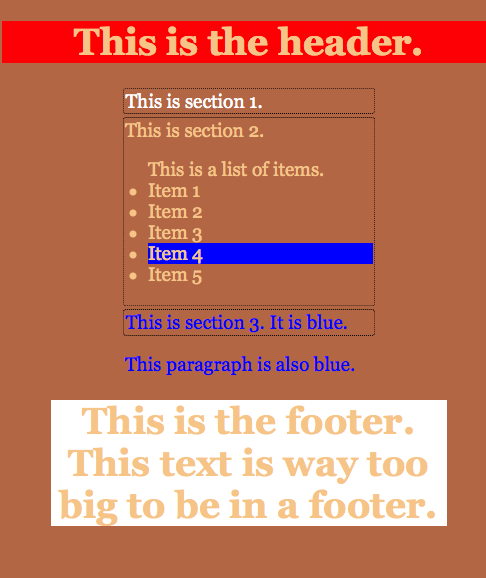 This is the header.
This is section 1.
This is section 2.
This is a list of items.
Item 1
Item 2
Item 3
Item 4
Item 5
This is section 3. It is blue.
This paragraph is also blue.
This is the footer.
This text is way too
big to be in a footer.